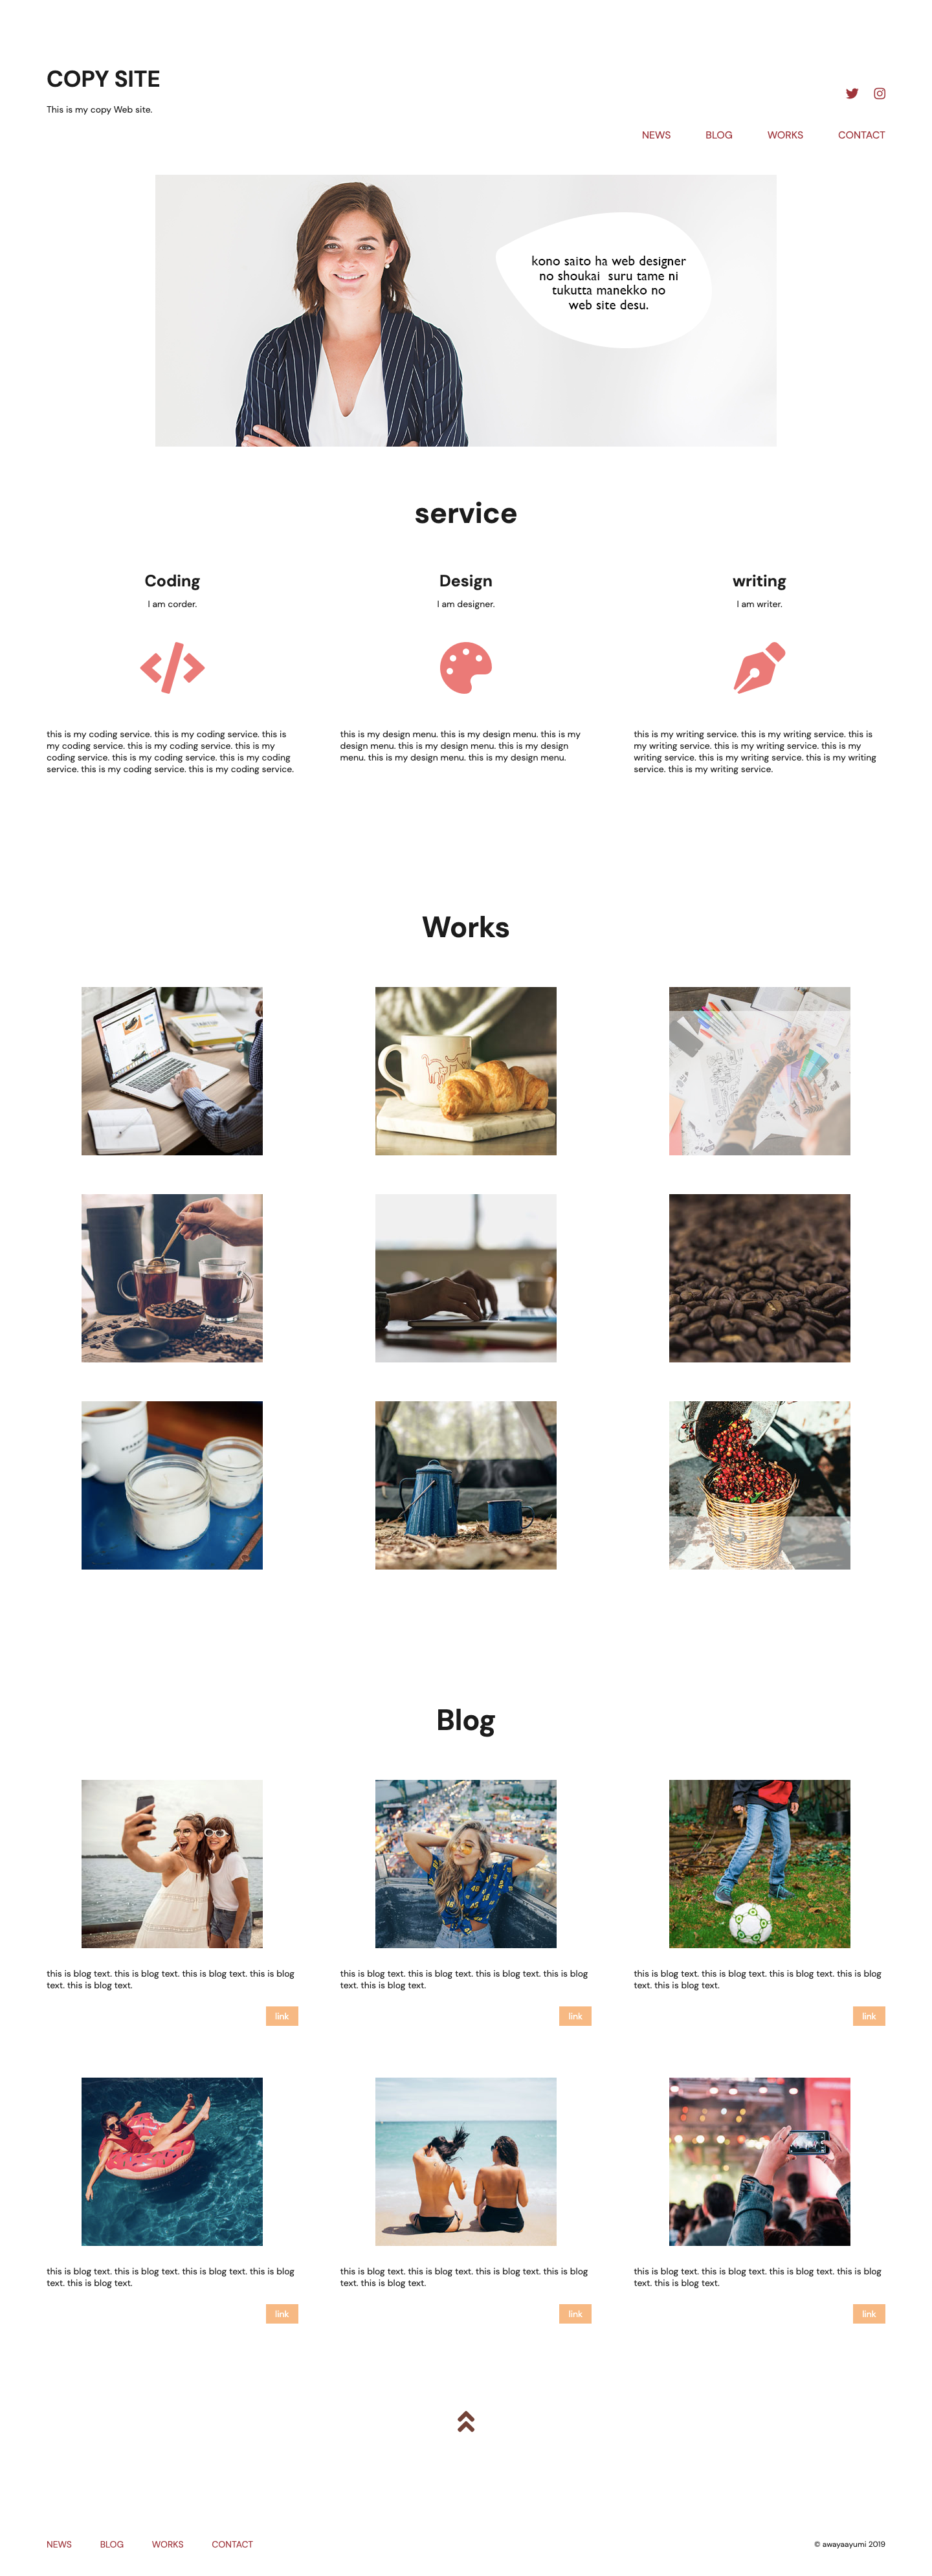 COPY SITE
This is my copy Web site.
NEWS BLOG WORKS CONTACT
kono saito ha web designer
no shoukai suru tame ni
tukutta manekko no
web site desu.
service
Coding
I am corder.
this is my coding service. this is my coding service. this is
my coding service. this is my coding service. this is my
coding service. this is my coding service. this is my coding
service. this is my coding service. this is my coding service.
Design
I am designer.
this is my design menu. this is my design menu. this is my
design menu. this is my design menu. this is my design
menu. this is my design menu. this is my design menu.
writing
I am writer.
this is my writing service. this is my writing service. this is
my writing service. this is my writing service. this is my
writing service. this is my writing service. this is my writing
service. this is my writing service.
Works
Blog
this is blog text. this is blog text. this is blog text. this is blog
text. this is blog text.
link
this is blog text. this is blog text. this is blog text. this is blog
text. this is blog text.
link
this is blog text. this is blog text. this is blog text. this is blog
text. this is blog text.
link
this is blog text. this is blog text. this is blog text. this is blog
text. this is blog text.
link
this is blog text. this is blog text. this is blog text. this is blog
text. this is blog text.
link
this is blog text. this is blog text. this is blog text. this is blog
text. this is blog text.
link
NEWS BLOG WORKS CONTACT
© awayaayumi 2019